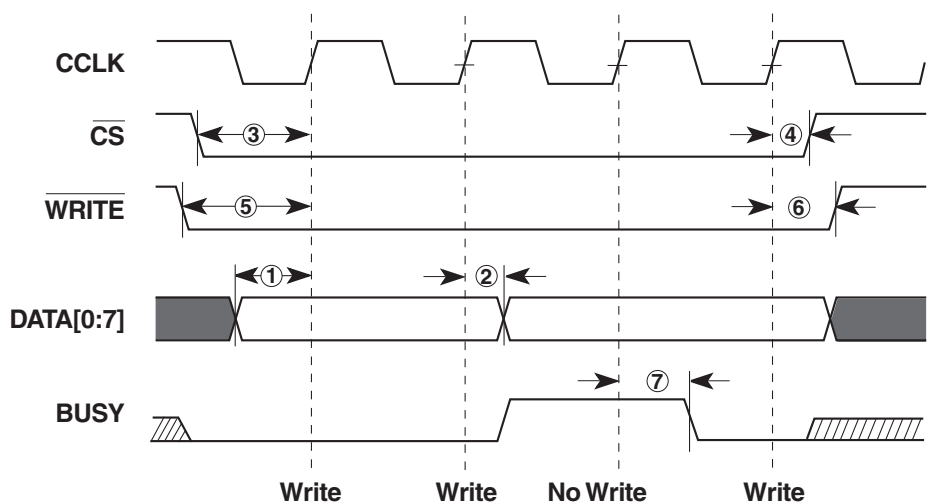 CCLK
CS
③ ④
WRITE
⑤ ⑥
① ②
DATA[0:7]
⑦
BUSY
Write Write No Write Write